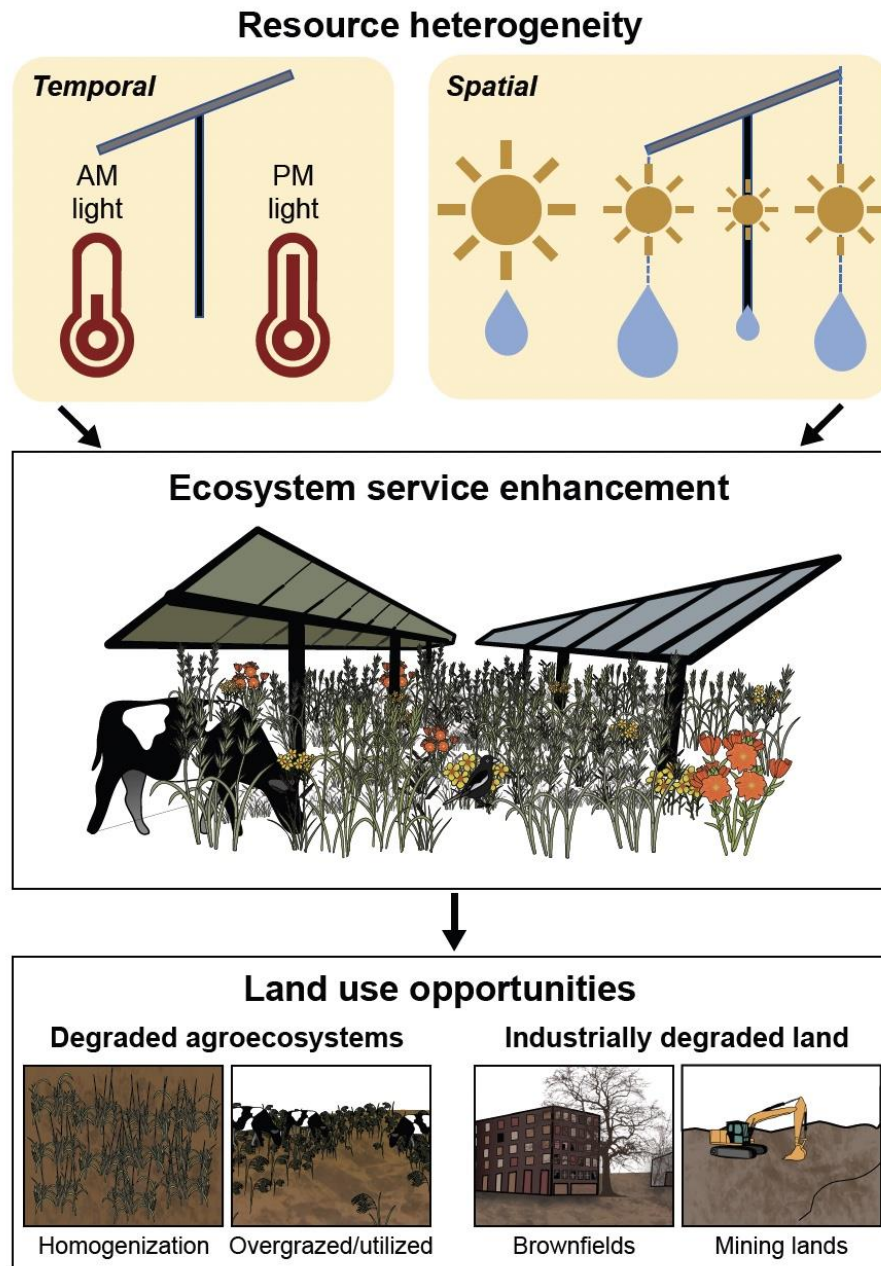 Resource heterogeneity
Temporal
AM
light
PM
light
Spatial
Ecosystem service enhancement
Land use opportunities
Degraded agroecosystems
Industrially degraded land
Homogenization
Overgrazed/utilized
Brownfields
Mining lands